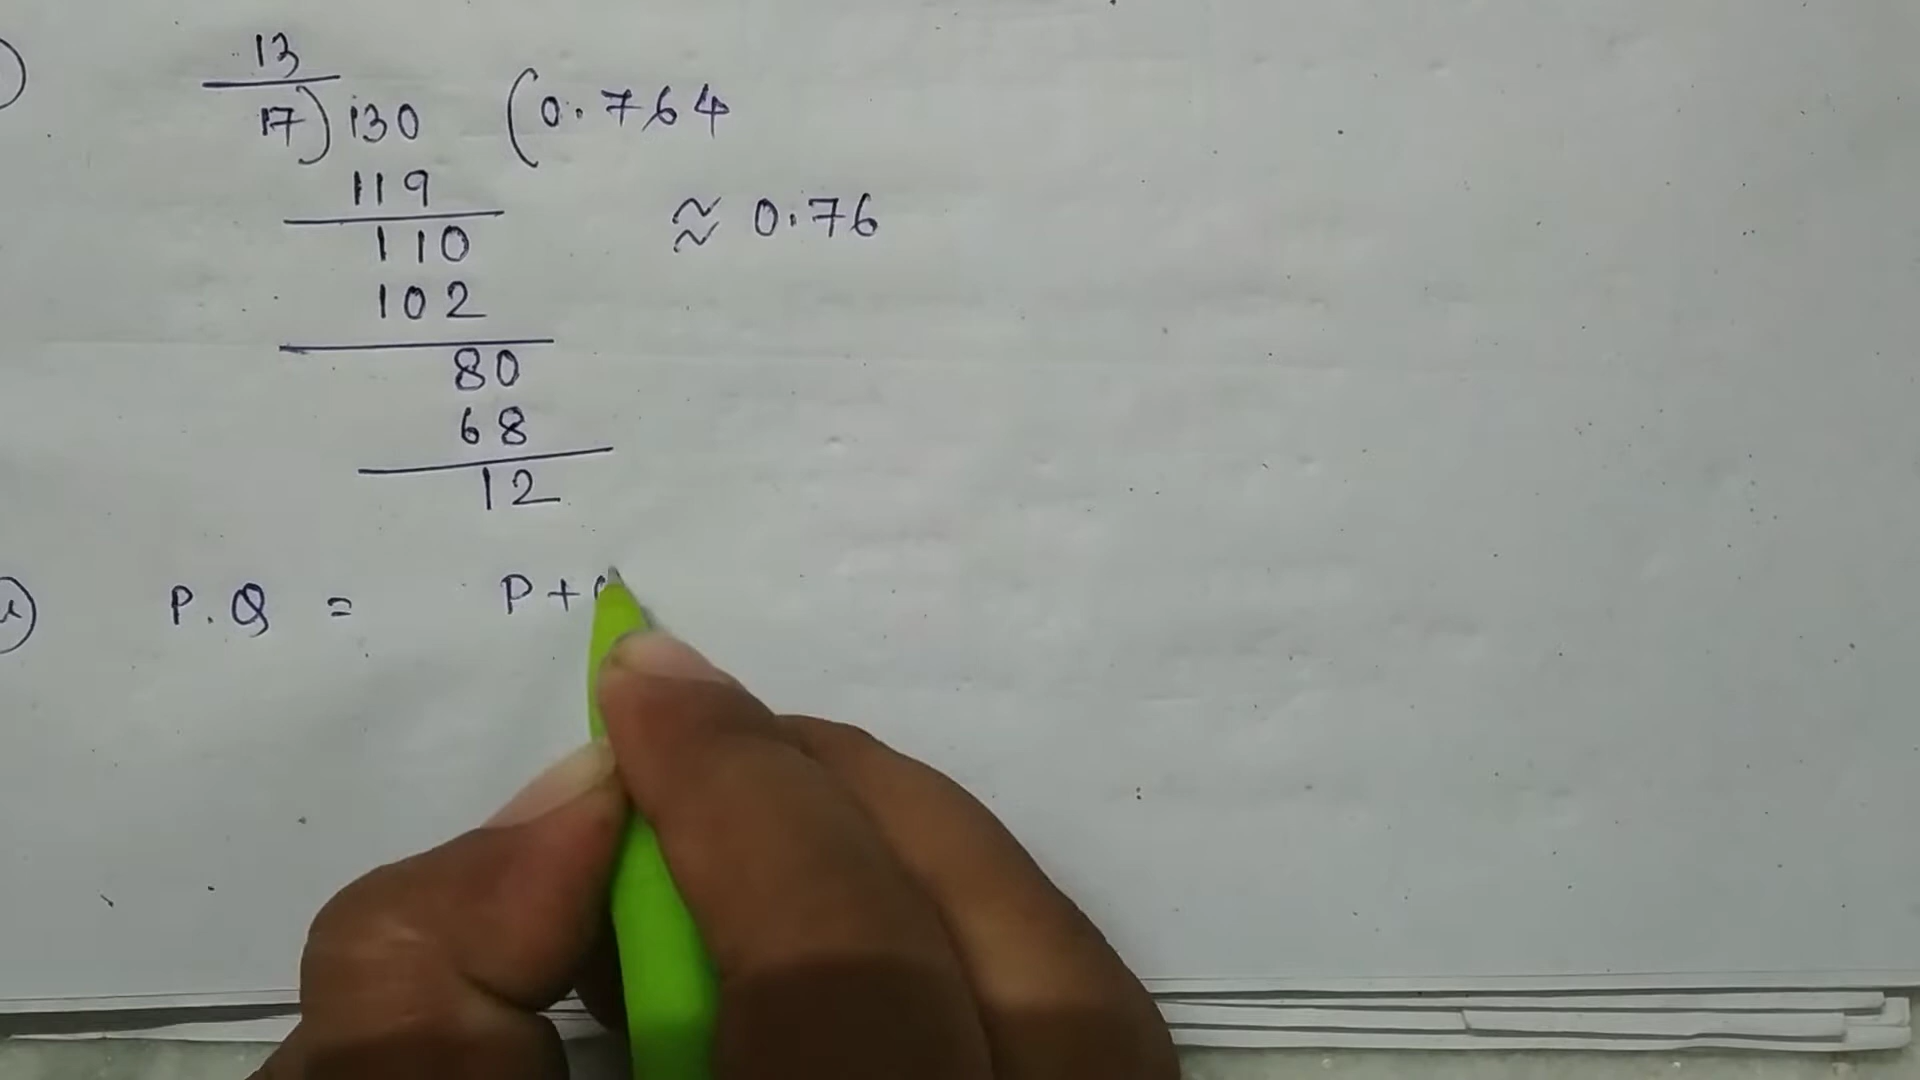 13
17) 130 (0.764
119
110 ≈ 0.76
102
80
68
12
P.Q = P +